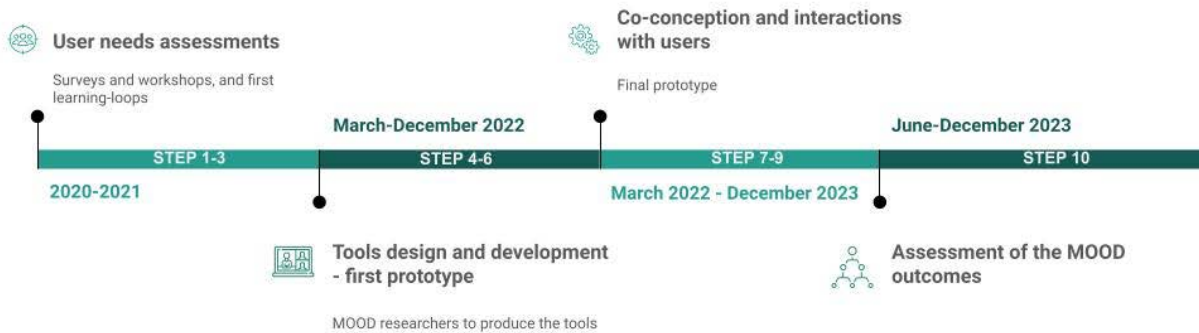 User needs assessments
Surveys and workshops, and first
learning-loops
Co-conception and interactions
with users
Final prototype
March-December 2022
June-December 2023
STEP 1-3
STEP 4-6
STEP 7-9
STEP 10
2020-2021
March 2022 - December 2023
Tools design and development
- first prototype
MOOD researchers to produce the tools
Assessment of the MOOD
outcomes